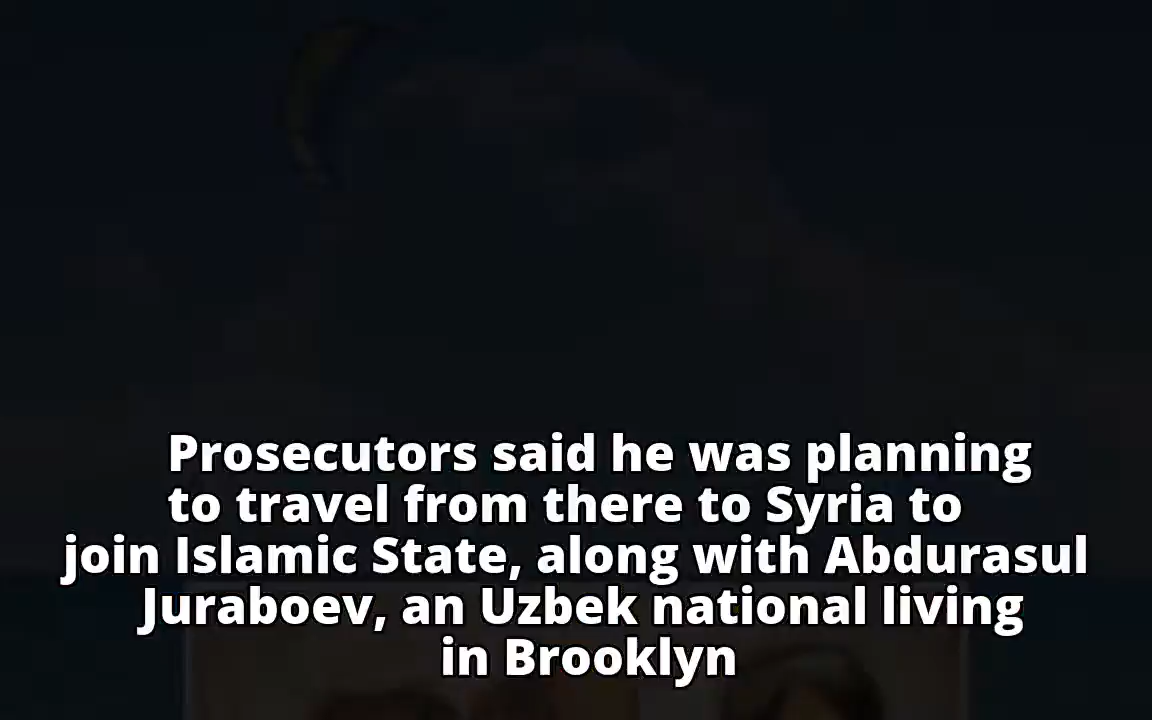 Prosecutors said he was planning
to travel from there to Syria to
join Islamic State, along with Abdurasul
Juraboev, an Uzbek national living
in Brooklyn